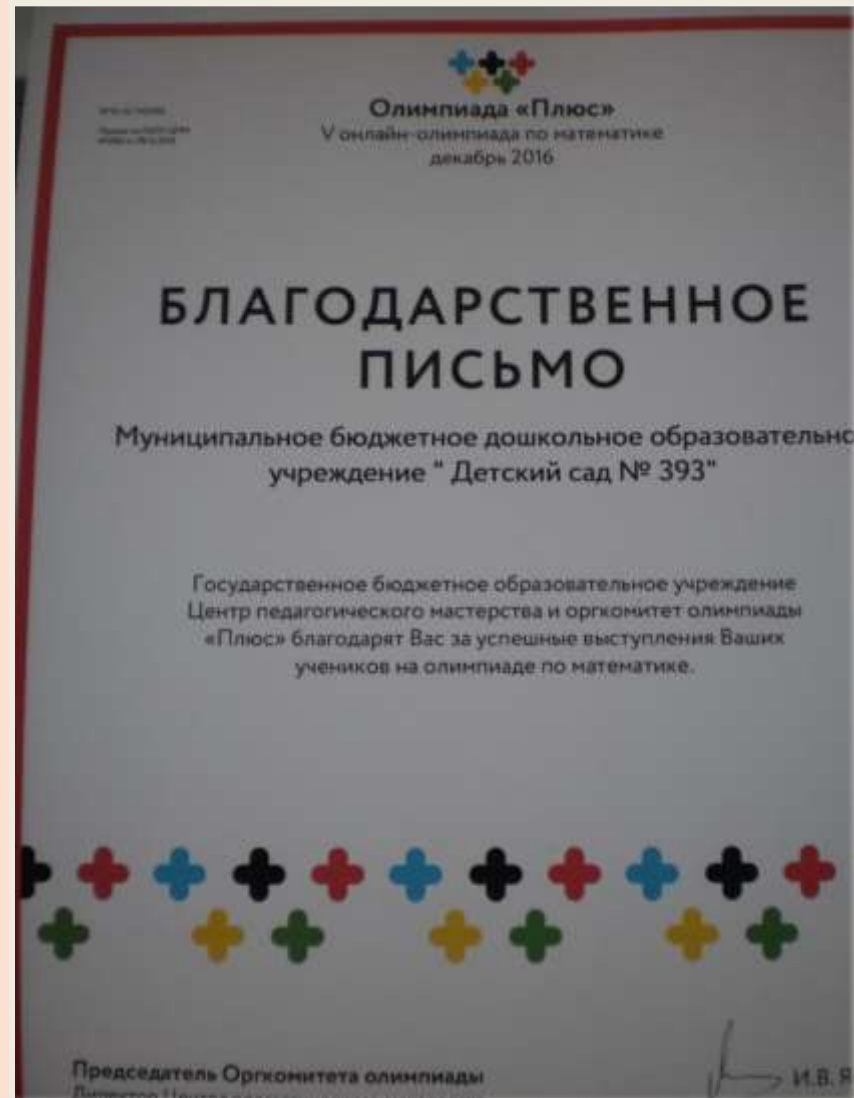 Олимпиада «Плюс»
V онлайн-олимпиада по математике
декабрь 2016
БЛАГОДАРСТВЕННОЕ
ПИСЬМО
Муниципальное бюджетное дошкольное образовательно
учреждение " Детский сад № 393"
Государственное бюджетное образовательное учреждение
Центр педагогического мастерства и оргкомитет олимпиады
«Плюс» благодарят Вас за успешные выступления Ваших
учеников на олимпиаде по математике.
Председатель Оргкомитета олимпиады
И.В. Я